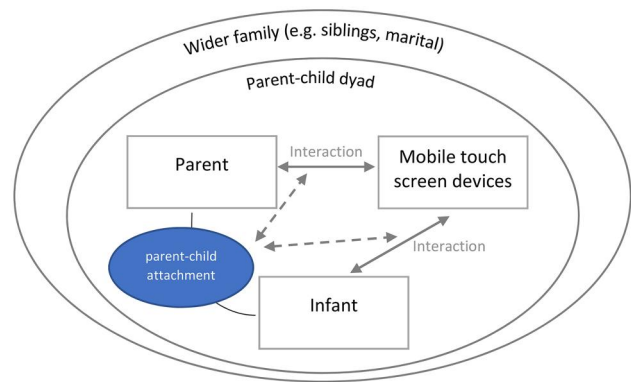 Wider family (e.g. siblings, marital)
Parent-child dyad
Parent
Interaction
Mobile touch
screen devices
parent-child
attachment
Interaction
Infant